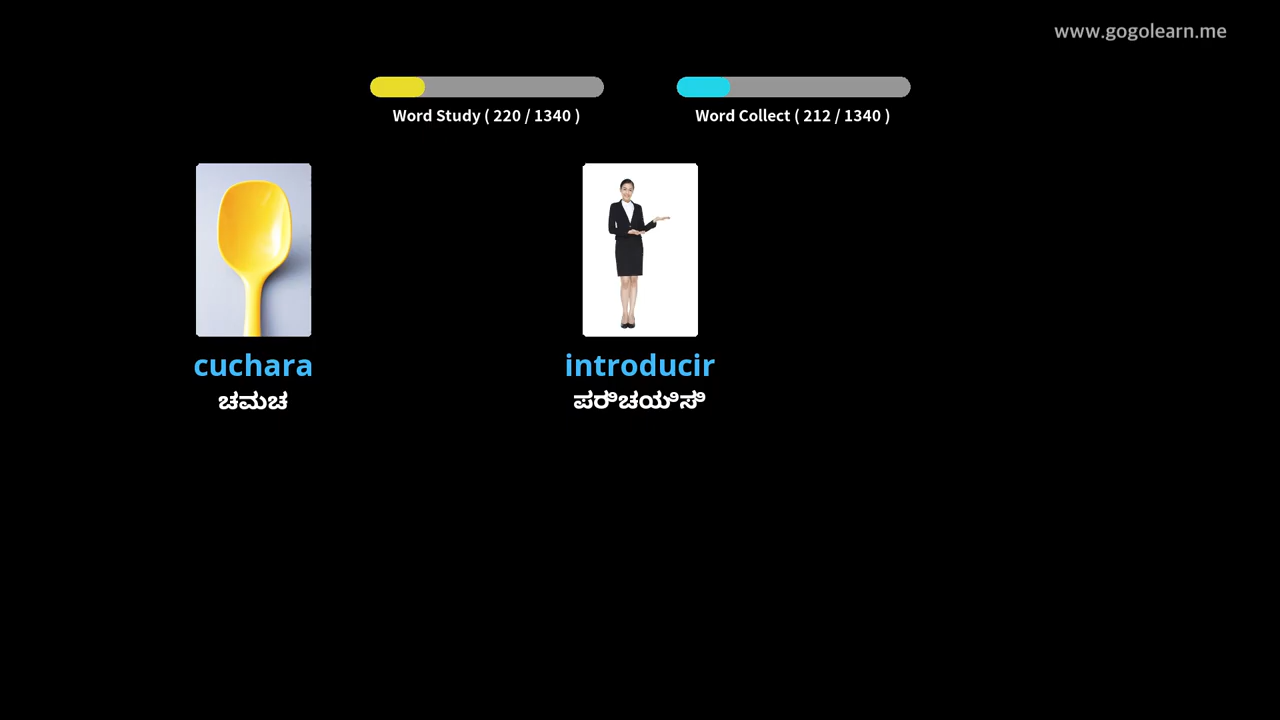 www.gogolearn.me
Word Study ( 220 / 1340 )
Word Collect ( 212 / 1340 )
cuchara
ಚಮಚ
introducir
ಪರಿಚಯಿಸಿ